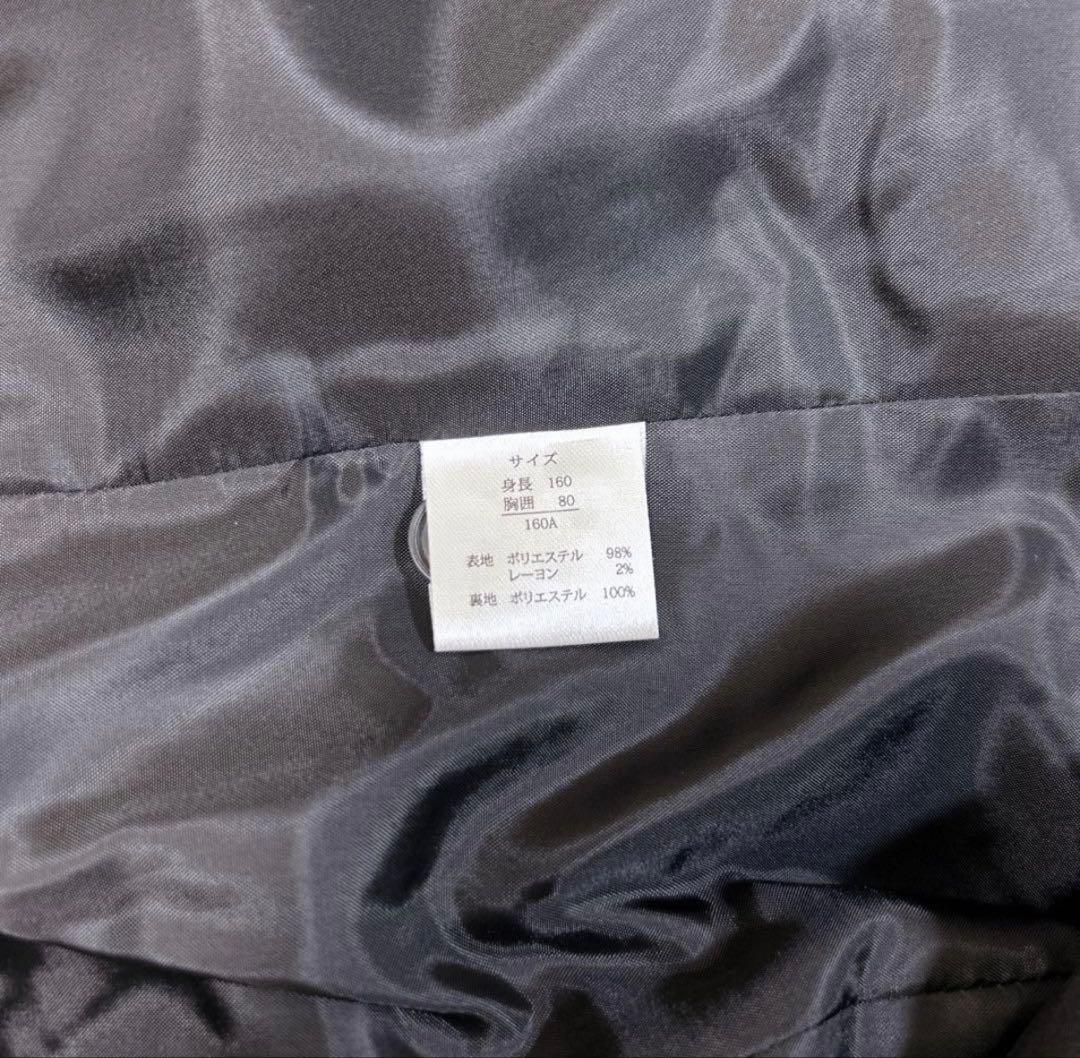 サイズ
身長 160
胸囲 80
160A
表地 ポリエステル 98%
レーヨン 2%
裏地 ポリエステル 100%